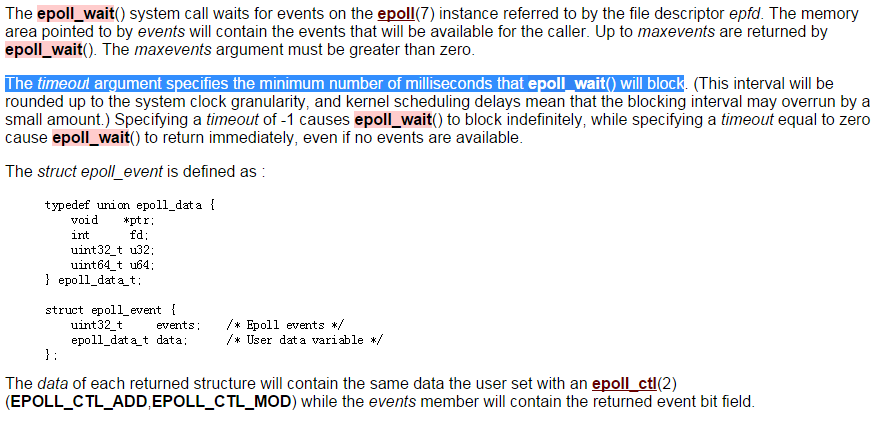 The epoll_wait() system call waits for events on the epoll(7) instance referred to by the file descriptor epfd. The memory
area pointed to by events will contain the events that will be available for the caller. Up to maxevents are returned by
epoll_wait(). The maxevents argument must be greater than zero.
The timeout argument specifies the minimum number of milliseconds that epoll_wait() will block. (This interval will be
rounded up to the system clock granularity, and kernel scheduling delays mean that the blocking interval may overrun by a
small amount.) Specifying a timeout of -1 causes epoll_wait() to block indefinitely, while specifying a timeout equal to zero
cause epoll_wait() to return immediately, even if no events are available.
The struct epoll_event is defined as :
typedef union epoll_data {
void *ptr;
int fd;
uint32_t u32;
uint64_t u64;
} epoll_data_t;
struct epoll_event {
uint32_t events; /* Epoll events */
epoll_data_t data; /* User data variable */
};
The data of each returned structure will contain the same data the user set with an epoll_ctl(2)
(EPOLL_CTL_ADD,EPOLL_CTL_MOD) while the events member will contain the returned event bit field.